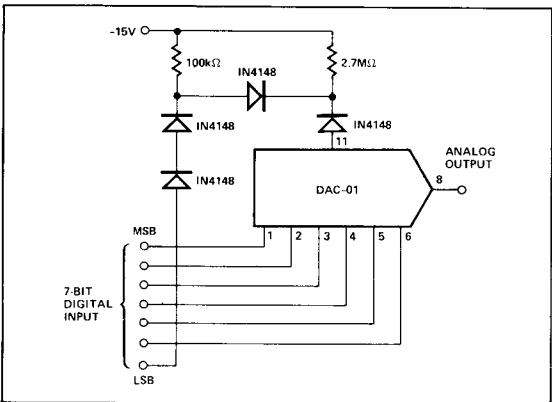 -15V
100kΩ
2.7MΩ
IN4148
IN4148
IN4148
11
IN4148
ANALOG
OUTPUT
DAC-01
8
MSB
1 2 3 4 5 6
7-BIT
DIGITAL
INPUT
LSB